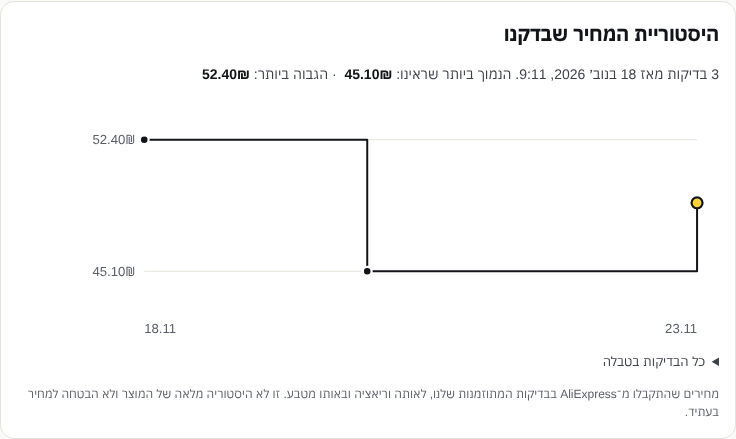 היסטוריית המחיר שבדקנו
3 בדיקות מאז 18 בנוב׳ 2026, 9:11. הנמוך ביותר שראינו: ‏45.10₪ · הגבוה ביותר: ‏52.40₪
52.40₪
45.10₪
18.11
23.11
◀ כל הבדיקות בטבלה
מחירים שהתקבלו מ־AliExpress בבדיקות המתוזמנות שלנו, לאותה וריאציה ובאותו מטבע. זו לא היסטוריה מלאה של המוצר ולא הבטחה למחיר
בעתיד.